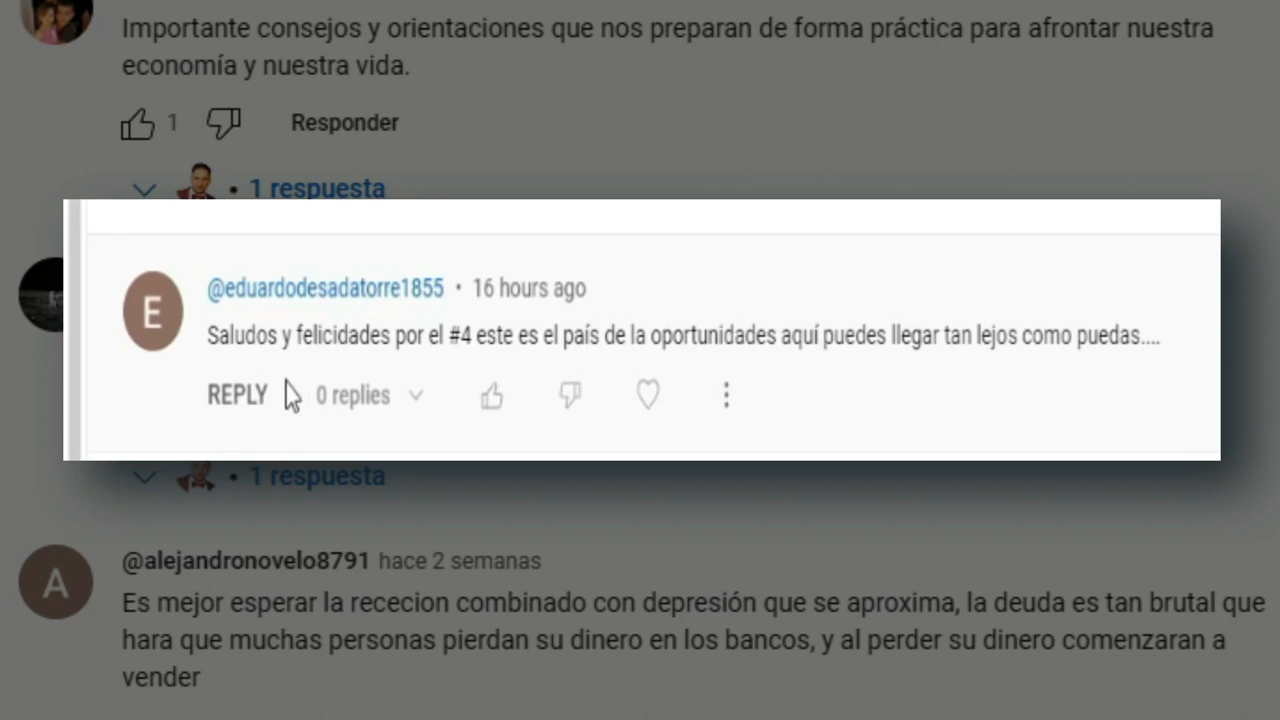 Importante consejos y orientaciones que nos preparan de forma práctica para afrontar nuestra
economía y nuestra vida.
1 Responder
• 1 respuesta
@eduardodesadatorre1855 • 16 hours ago
E
Saludos y felicidades por el #4 este es el país de la oportunidades aquí puedes llegar tan lejos como puedas....
REPLY 0 replies
• 1 respuesta
@alejandronovelo8791 hace 2 semanas
A
Es mejor esperar la rececion combinado con depresión que se aproxima, la deuda es tan brutal que
hara que muchas personas pierdan su dinero en los bancos, y al perder su dinero comenzaran a
vender